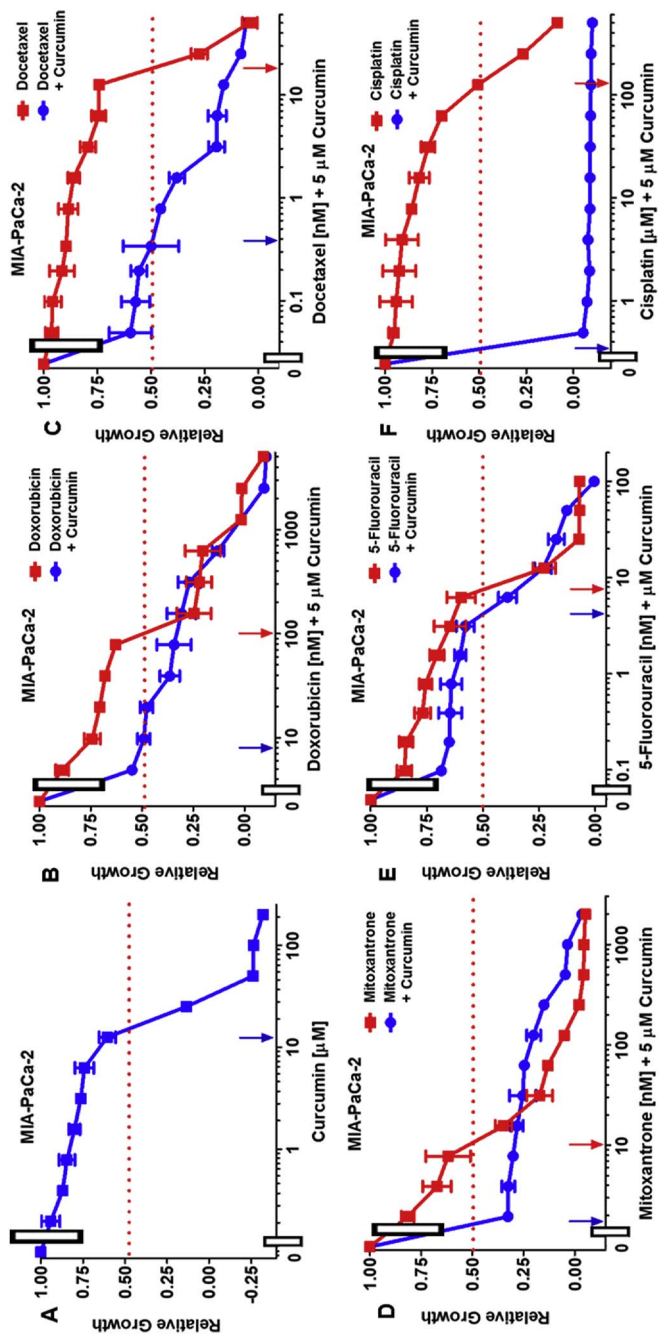 A
MIA-PaCa-2
Relative Growth
1.00
0.75
0.50
0.25
0.00
-0.25
0
1
10
100
Curcumin [µM]
B
MIA-PaCa-2
Doxorubicin
Doxorubicin
+ Curcumin
Relative Growth
1.00
0.75
0.50
0.25
0.00
0
10
100
1000
Doxorubicin [nM] + 5 µM Curcumin
C
MIA-PaCa-2
Docetaxel
Docetaxel
+ Curcumin
Relative Growth
1.00
0.75
0.50
0.25
0.00
0
0.1
1
10
Docetaxel [nM] + 5 µM Curcumin
D
MIA-PaCa-2
Mitoxantrone
Mitoxantrone
+ Curcumin
Relative Growth
1.00
0.75
0.50
0.25
0.00
0
10
100
1000
Mitoxantrone [nM] + 5 µM Curcumin
E
MIA-PaCa-2
5-Fluorouracil
5-Fluorouracil
+ Curcumin
Relative Growth
1.00
0.75
0.50
0.25
0.00
0
0.1
1
10
100
5-Fluorouracil [nM] + µM Curcumin
F
MIA-PaCa-2
Cisplatin
Cisplatin
+ Curcumin
Relative Growth
1.00
0.75
0.50
0.25
0.00
0
1
10
100
Cisplatin [µM] + 5 µM Curcumin